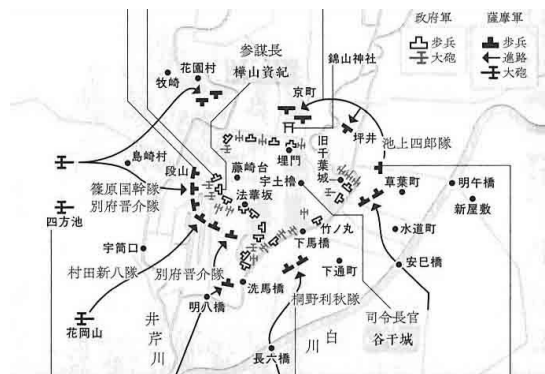 政府軍
歩兵
大砲
薩摩軍
歩兵
進路
大砲
参謀長
樺山資紀
錦山神社
花園村
牧崎
京町
坪井
池上四郎隊
埋門
旧千葉城
島崎村
段山
藤崎台
宇土櫓
法華坂
草葉町
明午橋
新屋敷
篠原国幹隊
別府晋介隊
四方池
竹ノ丸
下馬橋
水道町
宇筒口
安巳橋
村田新八隊
別府晋介隊
洗馬橋
下通町
桐野利秋隊
司令長官
谷干城
花岡山
明八橋
井芹川
白川
長六橋